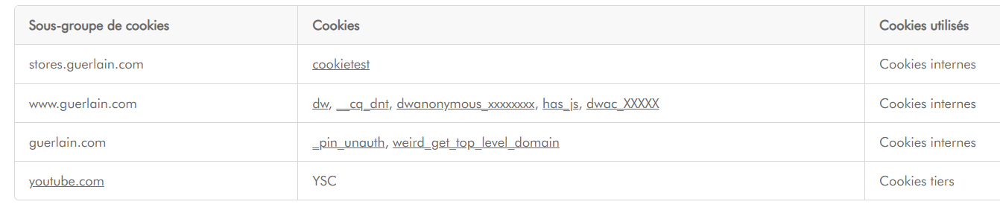 Sous-groupe de cookies Cookies Cookies utilisés
stores.guerlain.com cookietest Cookies internes
www.guerlain.com dw, __cq_dnt, dwanonymous_xxxxxxxx, has_js, dwac_XXXXX Cookies internes
guerlain.com _pin_unauth, weird_get_top_level_domain Cookies internes
youtube.com YSC Cookies tiers